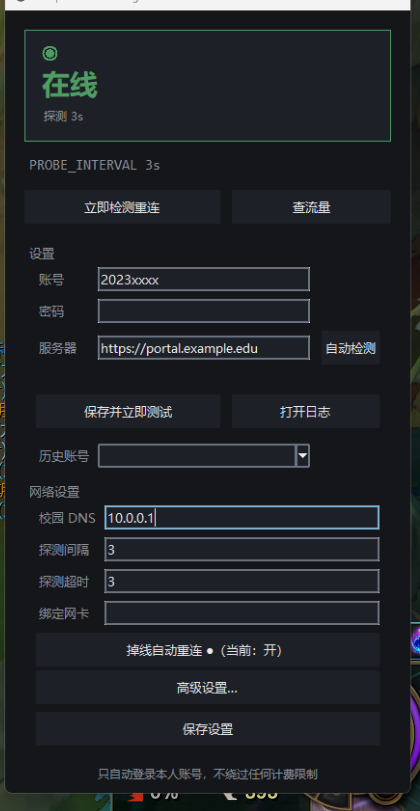 在线
探测 3s
PROBE_INTERVAL 3s
立即检测重连 查流量
设置
账号 2023xxxx
密码
服务器 https://portal.example.edu 自动检测
保存并立即测试 打开日志
历史账号
网络设置
校园 DNS 10.0.0.1
探测间隔 3
探测超时 3
绑定网卡
掉线自动重连 ● (当前: 开)
高级设置...
保存设置
只自动登录本人账号，不绕过任何计费限制